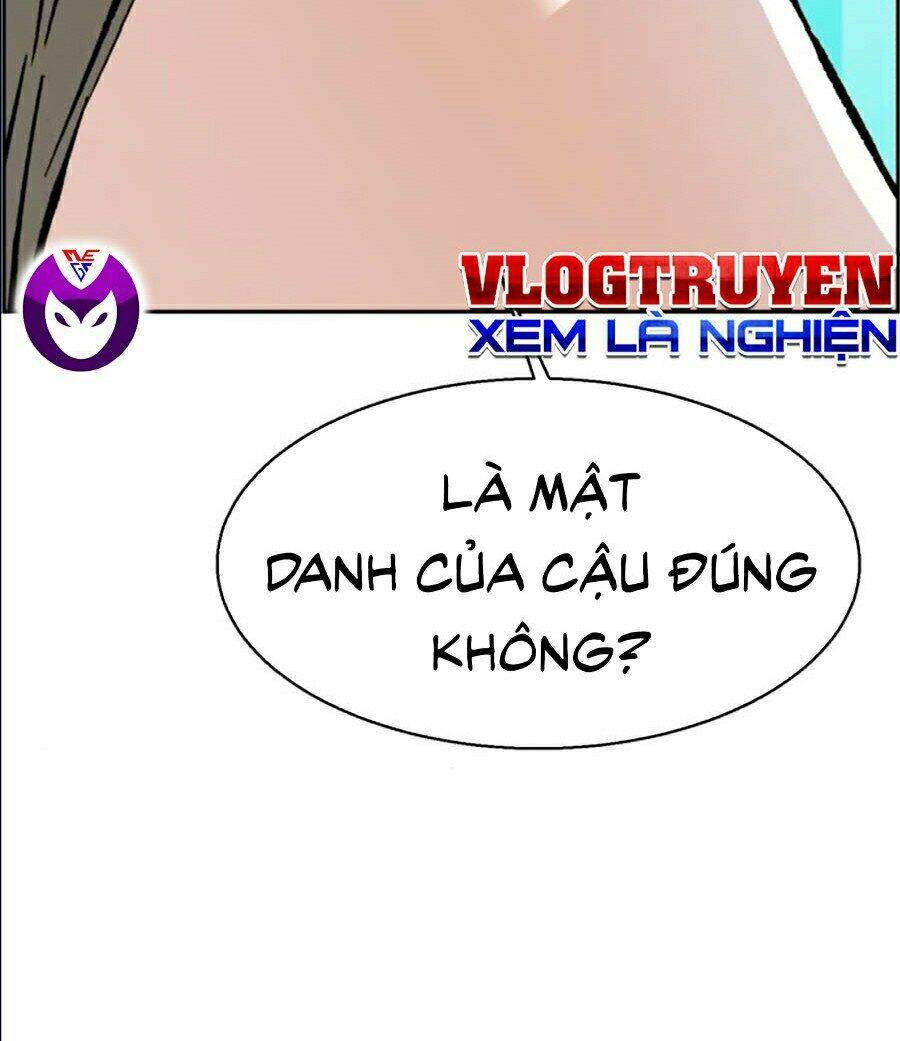 VLOGTRUYEN
XEM LÀ NGHIỆN
LÀ MẬT
DANH CỦA CẬU ĐÚNG
KHÔNG?